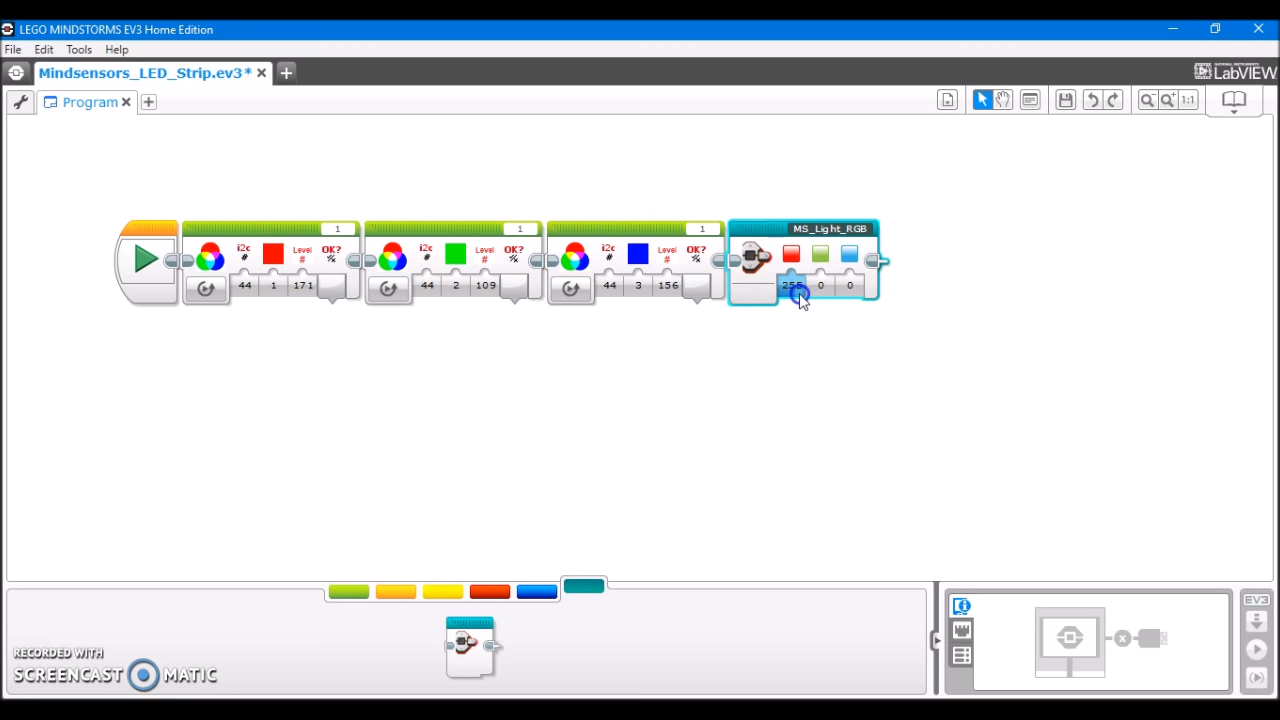 LEGO MINDSTORMS EV3 Home Edition
File Edit Tools Help
Mindsensors_LED_Strip.ev3*
NATIONAL INSTRUMENTS
LabVIEW
Program
1:1
1 1 1 MS_Light_RGB
i2c # Level # OK? %
i2c # Level # OK? %
i2c # Level # OK? %
44 1 171 44 2 109 44 3 156 255 0 0
EV3
RECORDED WITH
SCREENCAST MATIC